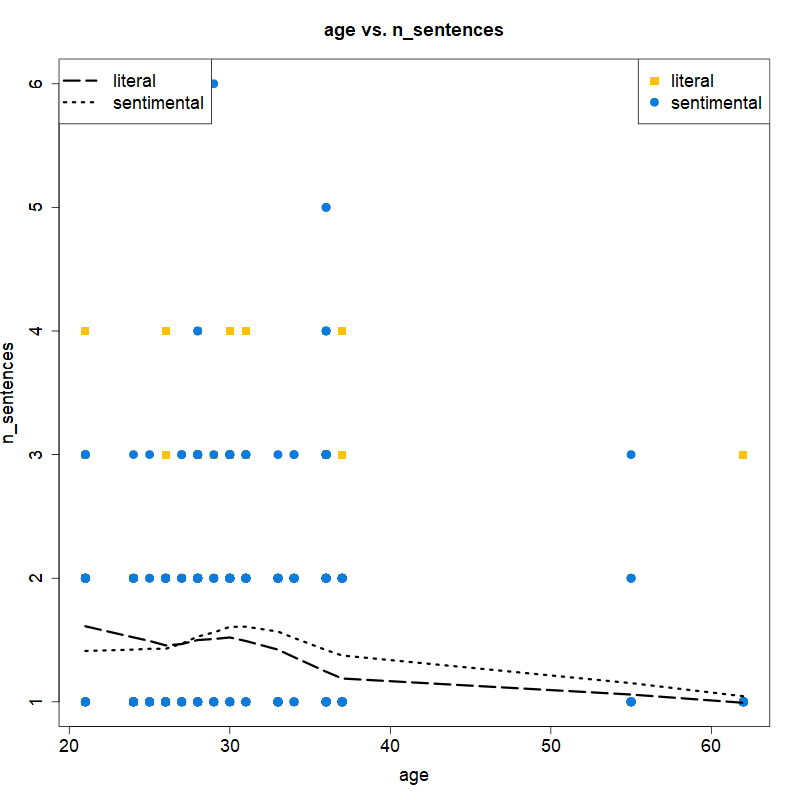 age vs. n_sentences
literal
sentimental
literal
sentimental
6
5
4
3
2
1
n_sentences
20 30 40 50 60
age